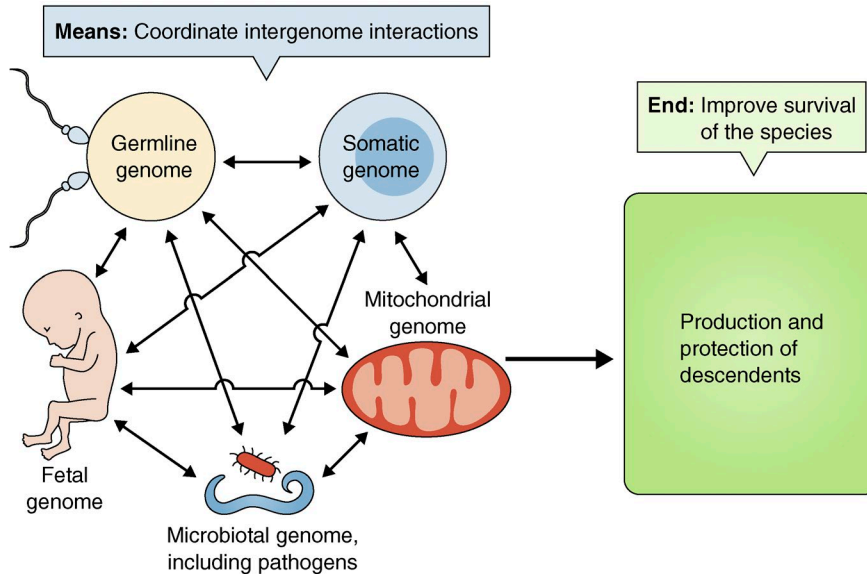 Means: Coordinate intergenome interactions
End: Improve survival
of the species
Germline
genome
Somatic
genome
Mitochondrial
genome
Production and
protection of
descendents
Fetal
genome
Microbiotal genome,
including pathogens